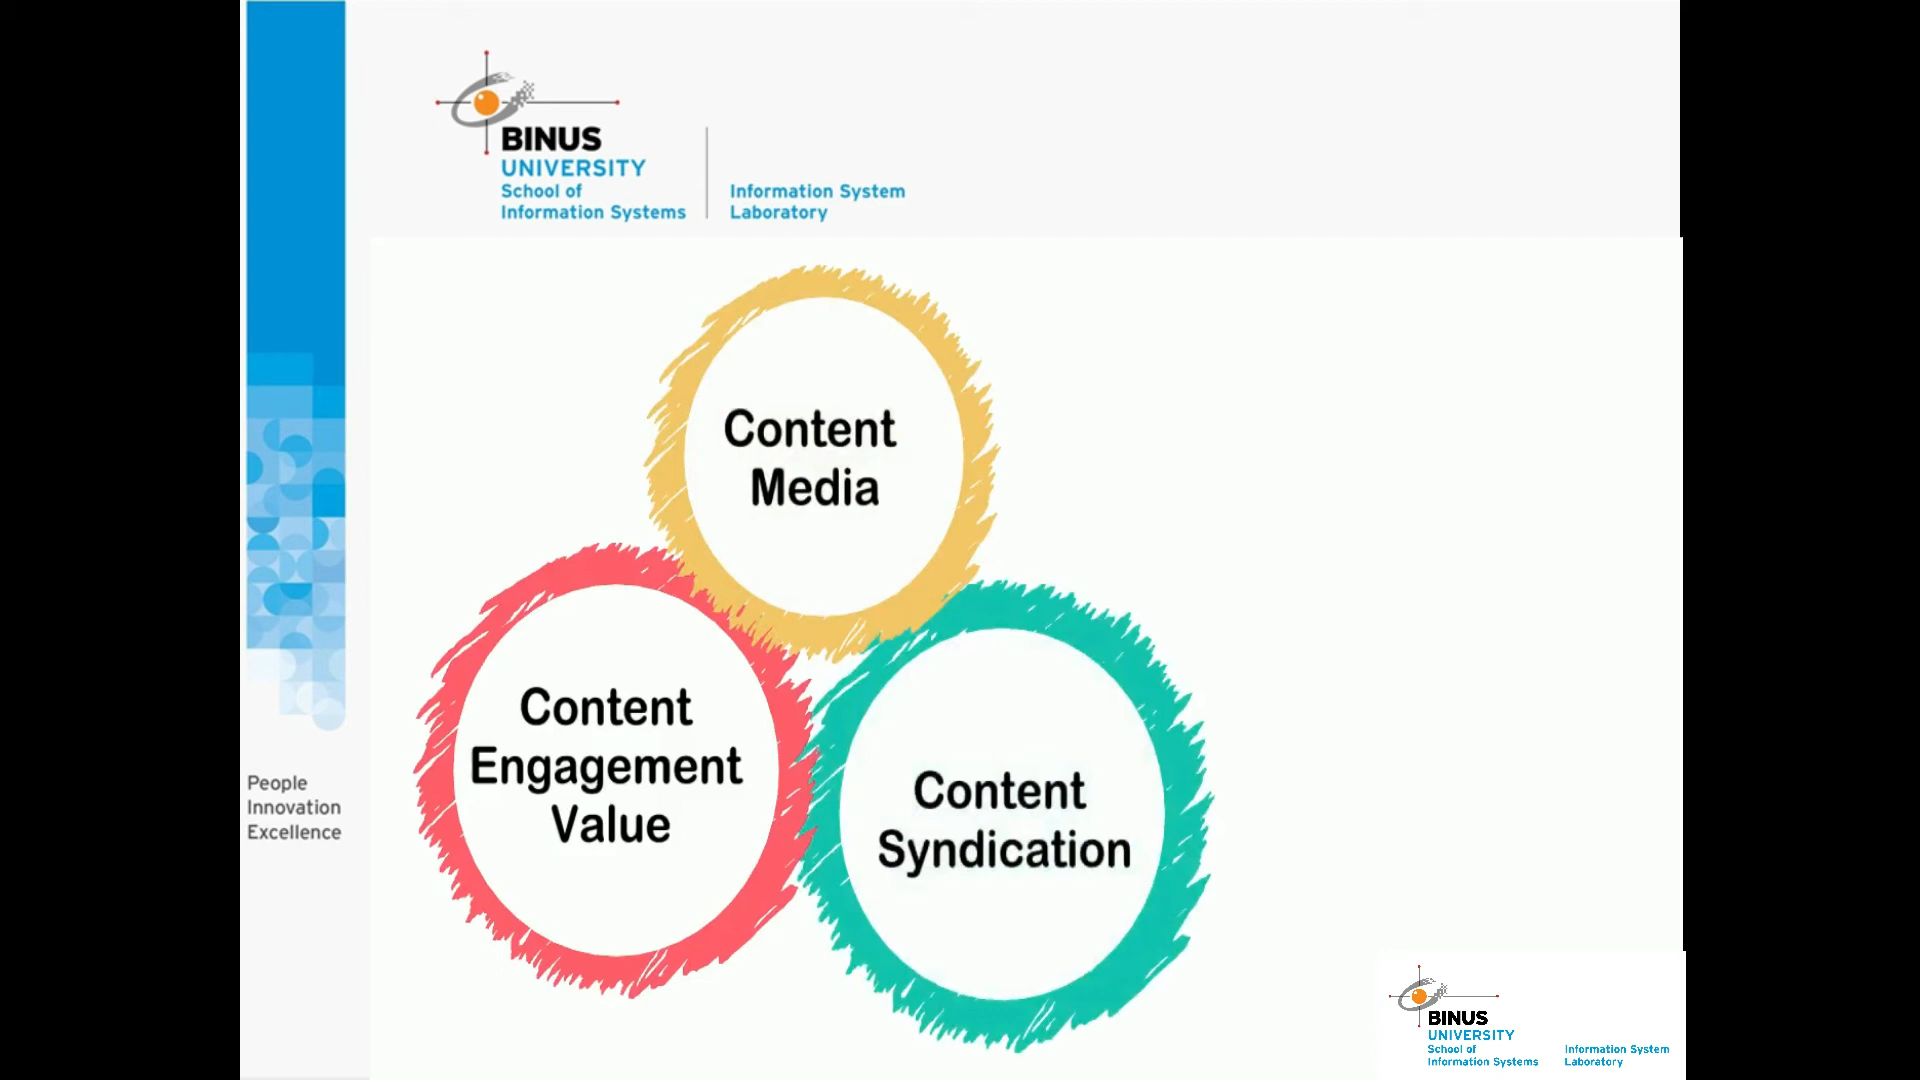 BINUS
UNIVERSITY
School of
Information Systems
Information System
Laboratory
Content
Media
Content
Engagement
Value
Content
Syndication
People
Innovation
Excellence
BINUS
UNIVERSITY
School of
Information Systems
Information System
Laboratory